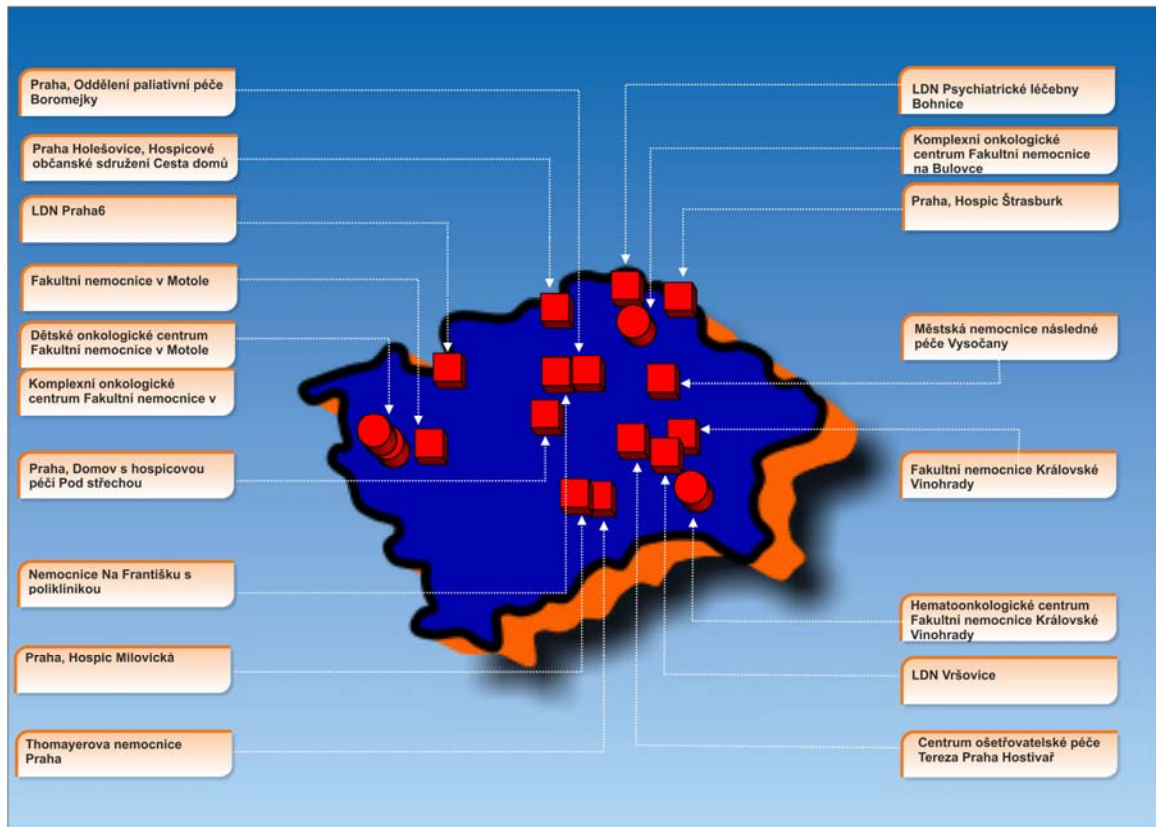 Praha, Oddělení paliativní péče
Boromejky
Praha Holešovice, Hospicové
občanské sdružení Cesta domů
LDN Praha6
Fakultní nemocnice v Motole
Dětské onkologické centrum
Fakultní nemocnice v Motole
Komplexní onkologické
centrum Fakultní nemocnice v
Praha, Domov s hospicovou
péčí Pod střechou
Nemocnice Na Františku s
poliklinikou
Praha, Hospic Milovická
Thomayerova nemocnice
Praha
LDN Psychiatrické léčebny
Bohnice
Komplexní onkologické
centrum Fakultní nemocnice
na Bulovce
Praha, Hospic Štrasburk
Městská nemocnice následné
péče Vysočany
Fakultní nemocnice Královské
Vinohrady
Hematoonkologické centrum
Fakultní nemocnice Královské
Vinohrady
LDN Vršovice
Centrum ošetřovatelské péče
Tereza Praha Hostivař